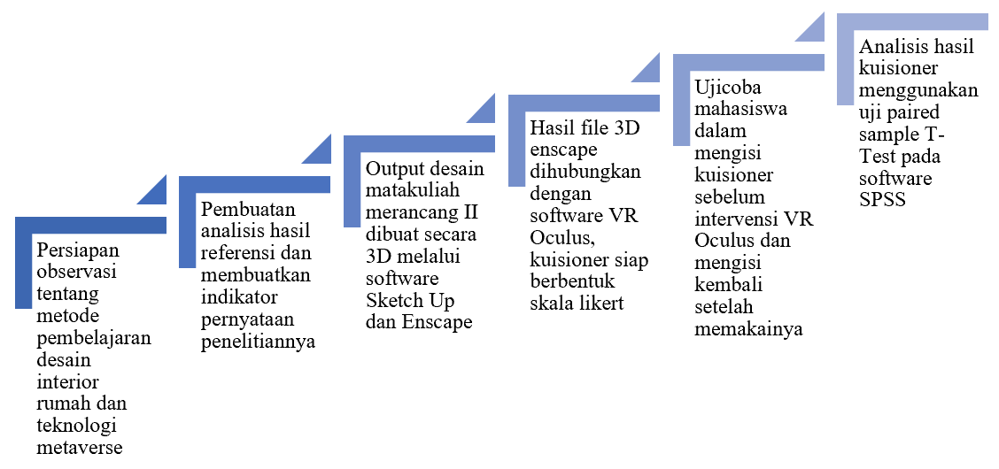 Persiapan
observasi
tentang
metode
pembelajaran
desain
interior
rumah dan
teknologi
metaverse
Pembuatan
analisis hasil
referensi dan
membuatkan
indikator
pernyataan
penelitiannya
Output desain
matakuliah
merancang II
dibuat secara
3D melalui
software
Sketch Up
dan Enscape
Hasil file 3D
enscape
dihubungkan
dengan
software VR
Oculus,
kuisioner siap
berbentuk
skala likert
Ujicoba
mahasiswa
dalam
mengisi
kuisioner
sebelum
intervensi VR
Oculus dan
mengisi
kembali
setelah
memakainya
Analisis hasil
kuisioner
menggunakan
uji paired
sample T-
Test pada
software
SPSS